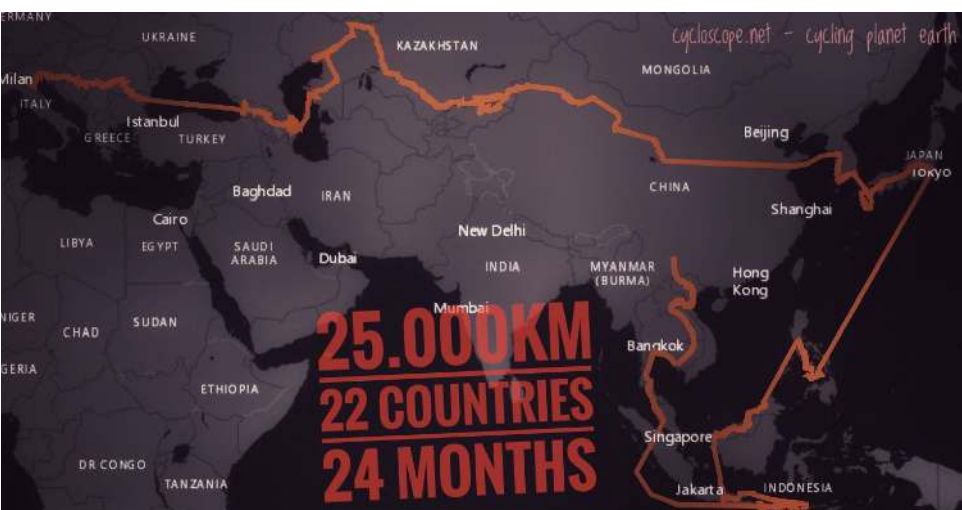 ERMANY
UKRAINE
KAZAKHSTAN
cycloscope.net - cycling planet earth
MONGOLIA
Milan
ITALY
Istanbul
GREECE
TURKEY
Beijing
JAPAN
Tokyo
Baghdad
IRAN
CHINA
Shanghai
Cairo
LIBYA
EGYPT
SAUDI
ARABIA
Dubai
New Delhi
INDIA
MYANMAR
(BURMA)
Hong
Kong
Mumbai
NIGER
CHAD
SUDAN
25.000KM
Bangkok
GERIA
ETHIOPIA
22 COUNTRIES
24 MONTHS
Singapore
DR CONGO
TANZANIA
Jakarta
INDONESIA